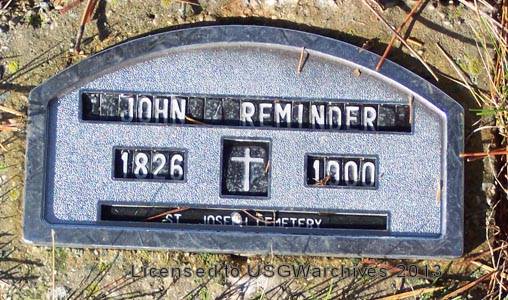 JOHN REMINDER
1826 1900
ST. JOSEPH CEMETERY
Licensed to USGWarchives 2013